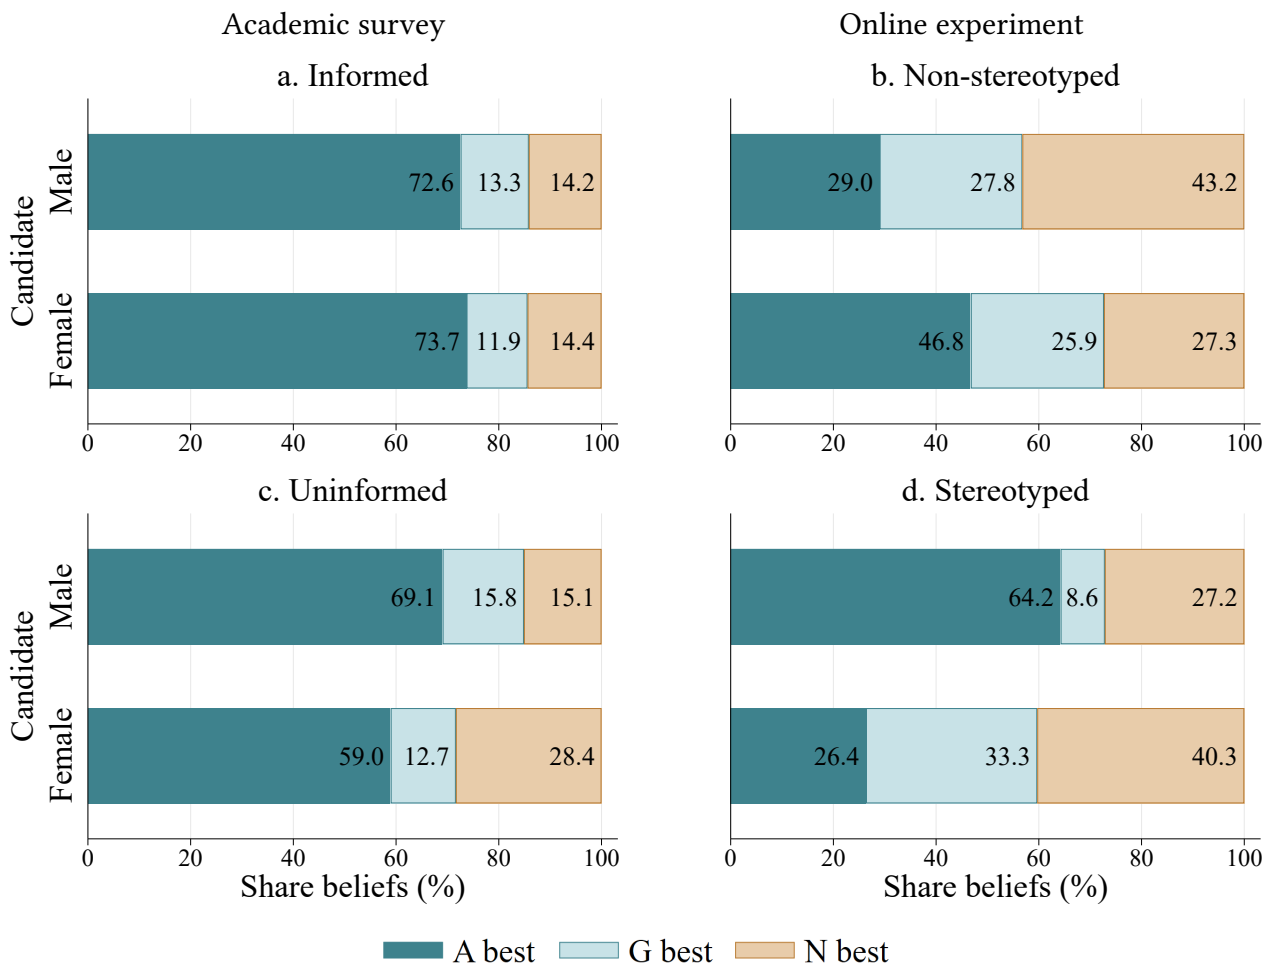 Academic survey
Online experiment
a. Informed
b. Non-stereotyped
Candidate
Male
72.6 13.3 14.2
29.0 27.8 43.2
Female
73.7 11.9 14.4
46.8 25.9 27.3
0 20 40 60 80 100
0 20 40 60 80 100
c. Uninformed
d. Stereotyped
Candidate
Male
69.1 15.8 15.1
64.2 8.6 27.2
Female
59.0 12.7 28.4
26.4 33.3 40.3
0 20 40 60 80 100
0 20 40 60 80 100
Share beliefs (%)
Share beliefs (%)
A best G best N best